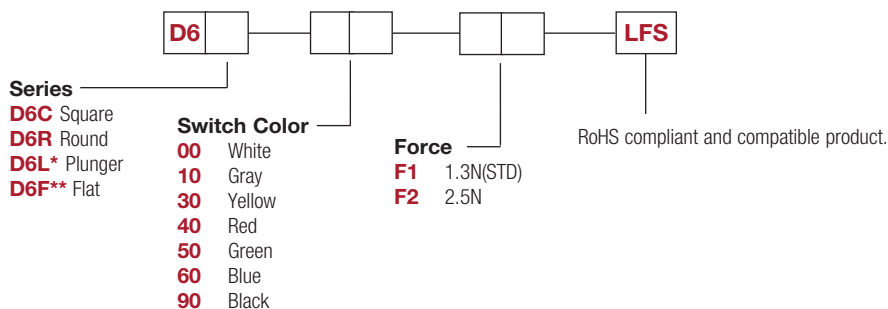 D6 LFS
Series
D6C Square
D6R Round
D6L* Plunger
D6F** Flat
Switch Color
00 White
10 Gray
30 Yellow
40 Red
50 Green
60 Blue
90 Black
Force
F1 1.3N(STD)
F2 2.5N
RoHS compliant and compatible product.